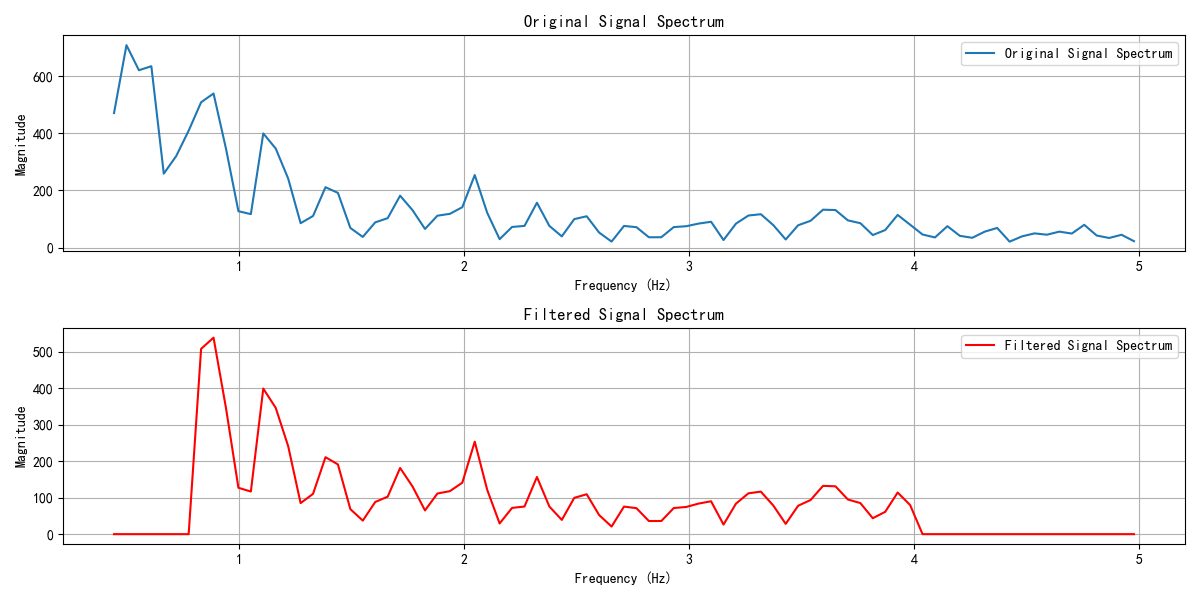 Original Signal Spectrum
Original Signal Spectrum
Magnitude
600
400
200
0
1 2 3 4 5
Frequency (Hz)
Filtered Signal Spectrum
Filtered Signal Spectrum
Magnitude
500
400
300
200
100
0
1 2 3 4 5
Frequency (Hz)